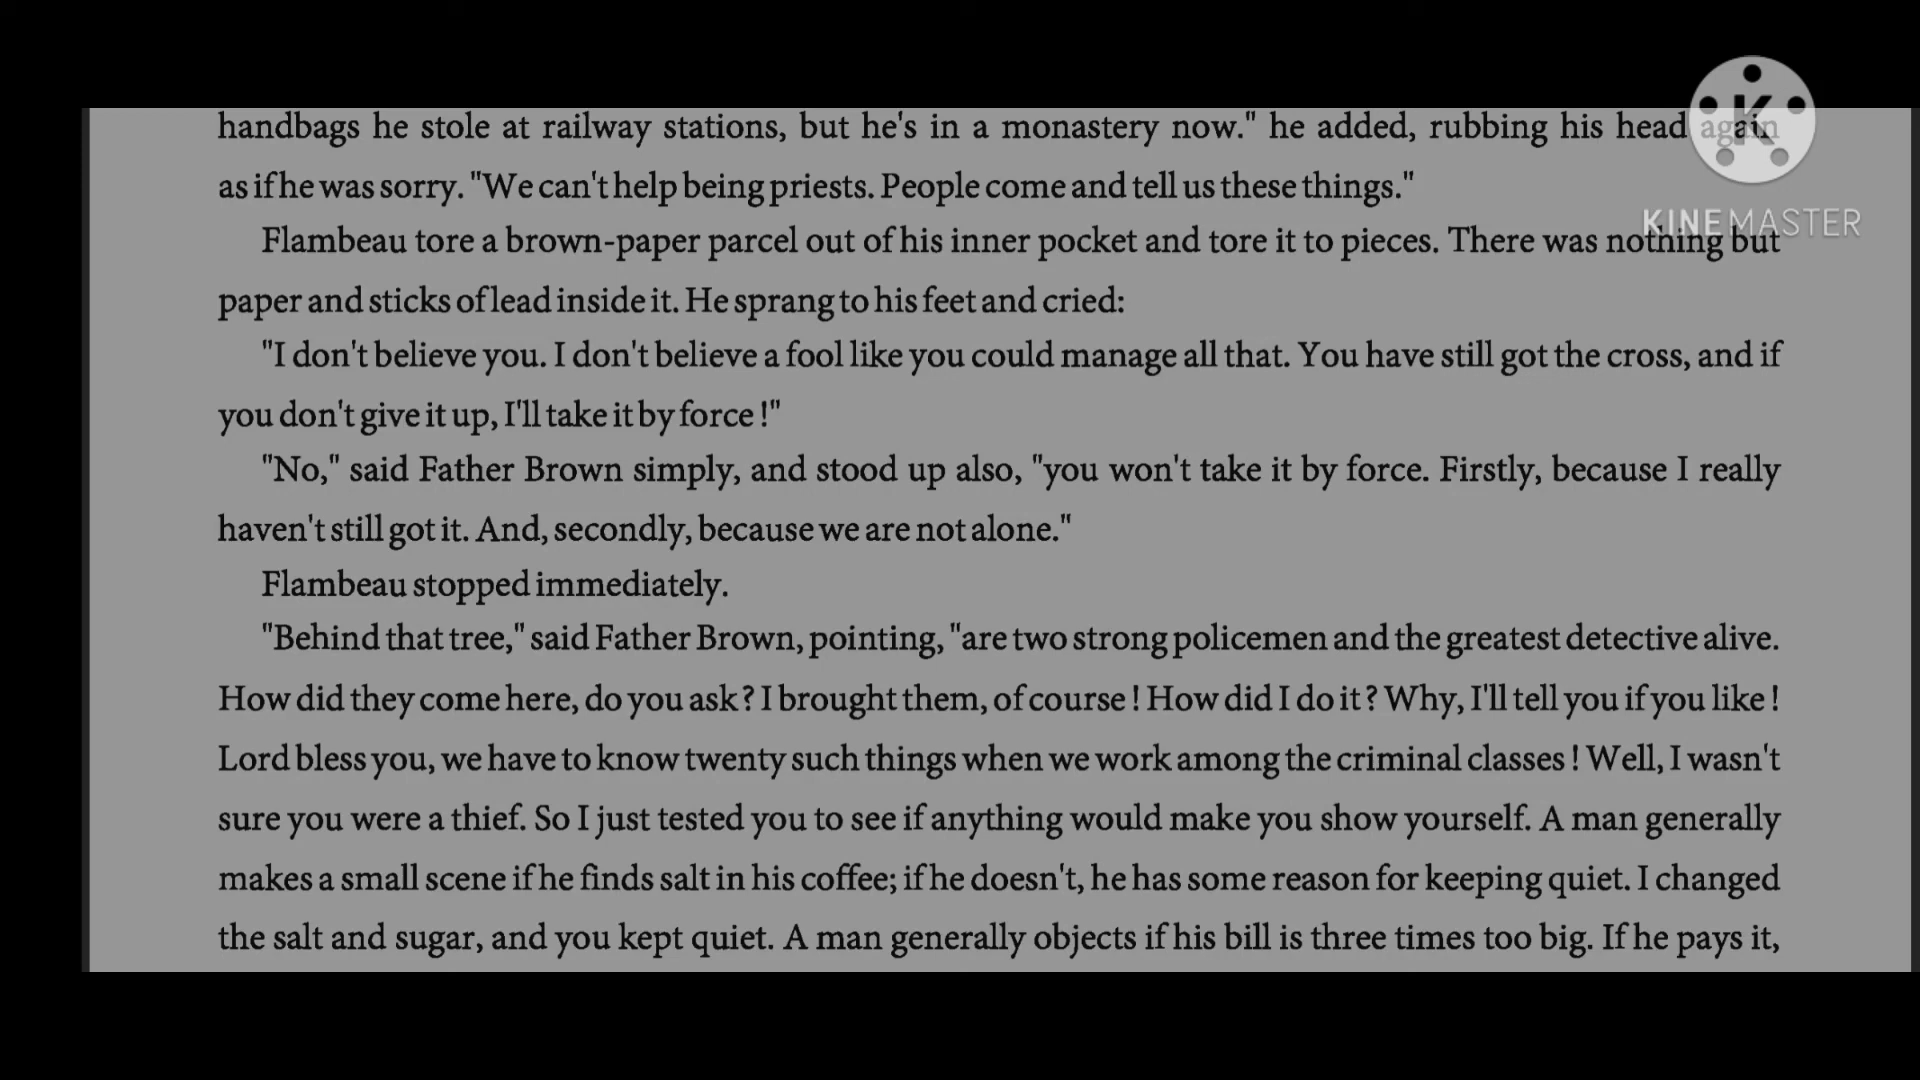 handbags he stole at railway stations, but he's in a monastery now." he added, rubbing his head again
as if he was sorry. "We can't help being priests. People come and tell us these things."
Flambeau tore a brown-paper parcel out of his inner pocket and tore it to pieces. There was nothing but
paper and sticks of lead inside it. He sprang to his feet and cried:
"I don't believe you. I don't believe a fool like you could manage all that. You have still got the cross, and if
you don't give it up, I'll take it by force !"
"No," said Father Brown simply, and stood up also, "you won't take it by force. Firstly, because I really
haven't still got it. And, secondly, because we are not alone."
Flambeau stopped immediately.
"Behind that tree," said Father Brown, pointing, "are two strong policemen and the greatest detective alive.
How did they come here, do you ask ? I brought them, of course ! How did I do it ? Why, I'll tell you if you like !
Lord bless you, we have to know twenty such things when we work among the criminal classes ! Well, I wasn't
sure you were a thief. So I just tested you to see if anything would make you show yourself. A man generally
makes a small scene if he finds salt in his coffee; if he doesn't, he has some reason for keeping quiet. I changed
the salt and sugar, and you kept quiet. A man generally objects if his bill is three times too big. If he pays it,
K
KINEMASTER